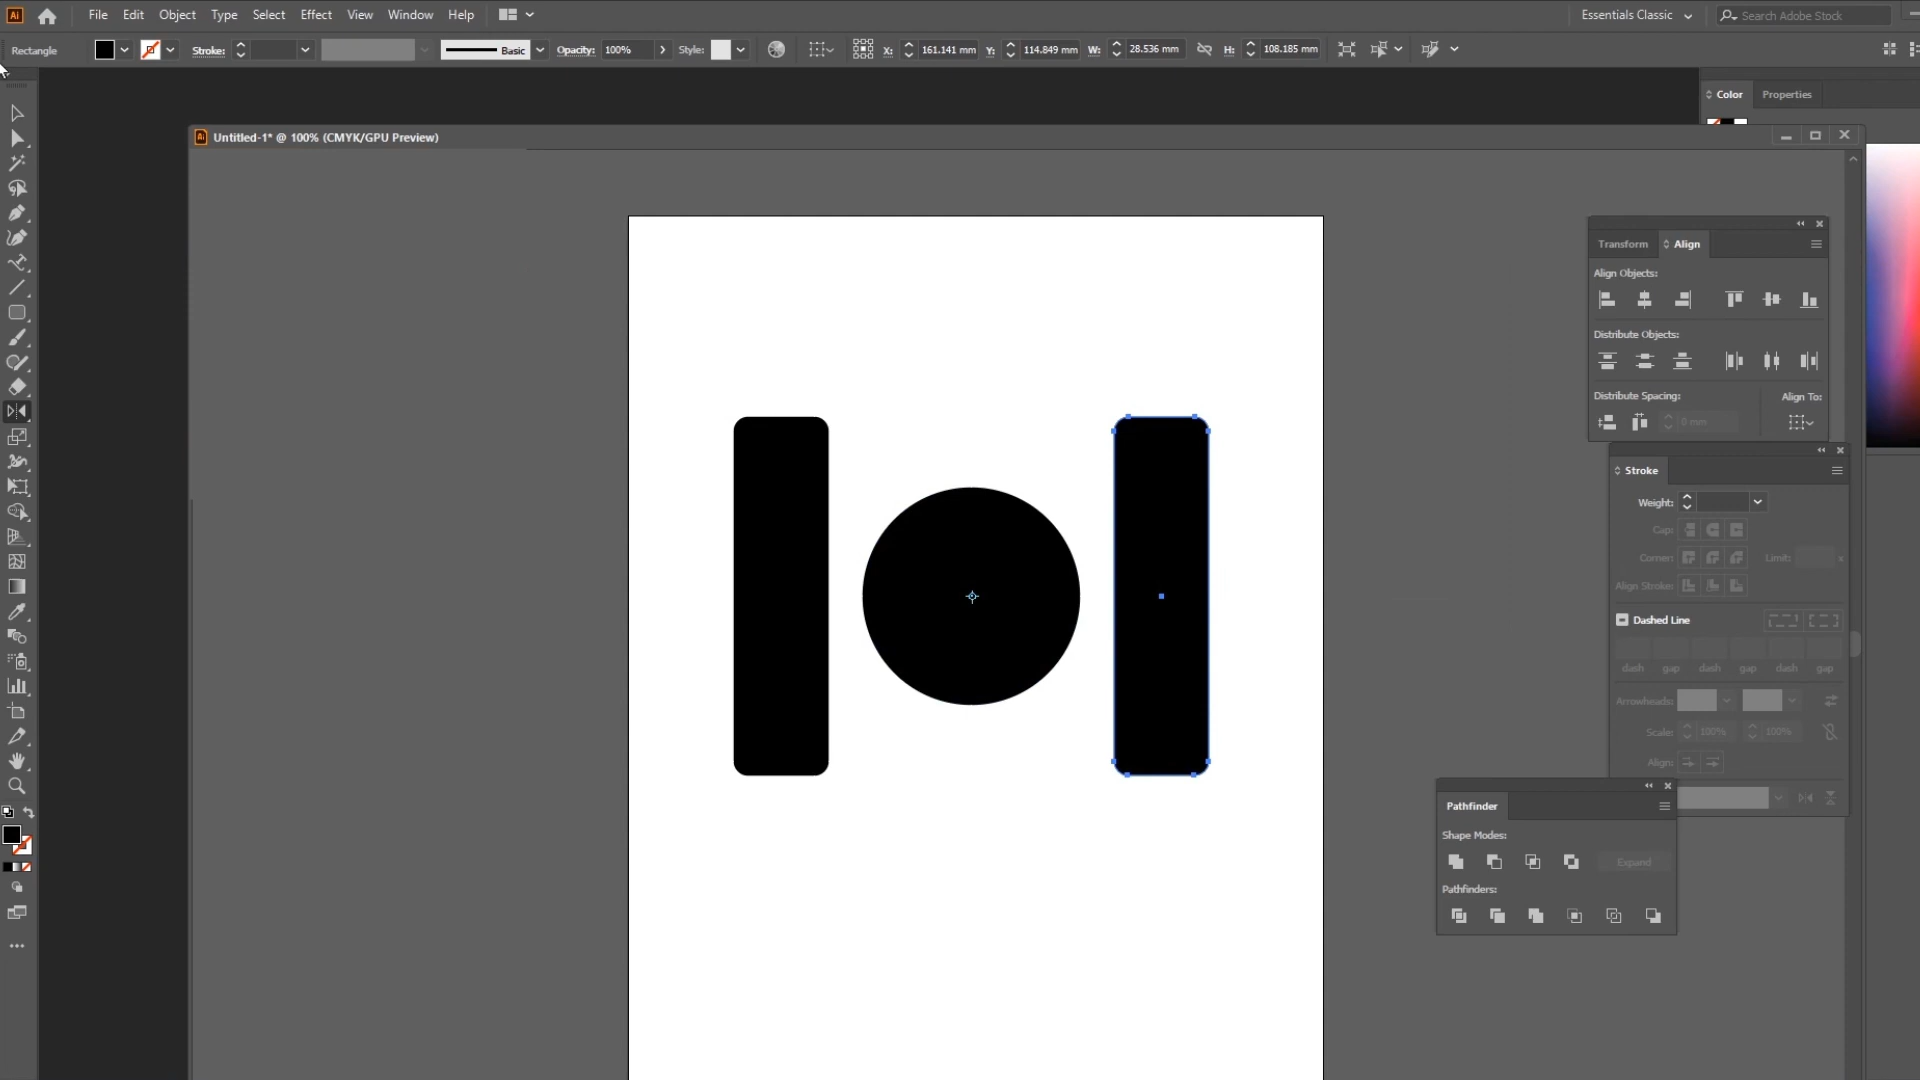 Ai File Edit Object Type Select Effect View Window Help Essentials Classic Search Adobe Stock
Rectangle Stroke: Basic Opacity: 100% Style: X: 161.141 mm Y: 114.849 mm W: 28.536 mm H: 108.185 mm
Color Properties
Ai Untitled-1* @ 100% (CMYK/GPU Preview)
Transform Align
Align Objects:
Distribute Objects:
Distribute Spacing: Align To:
0 mm
Stroke
Weight:
Cap:
Corner: Limit: x
Align Stroke:
Dashed Line
dash gap dash gap dash gap
Arrowheads:
Scale: 100% 100%
Align:
Pathfinder
Shape Modes:
Expand
Pathfinders: